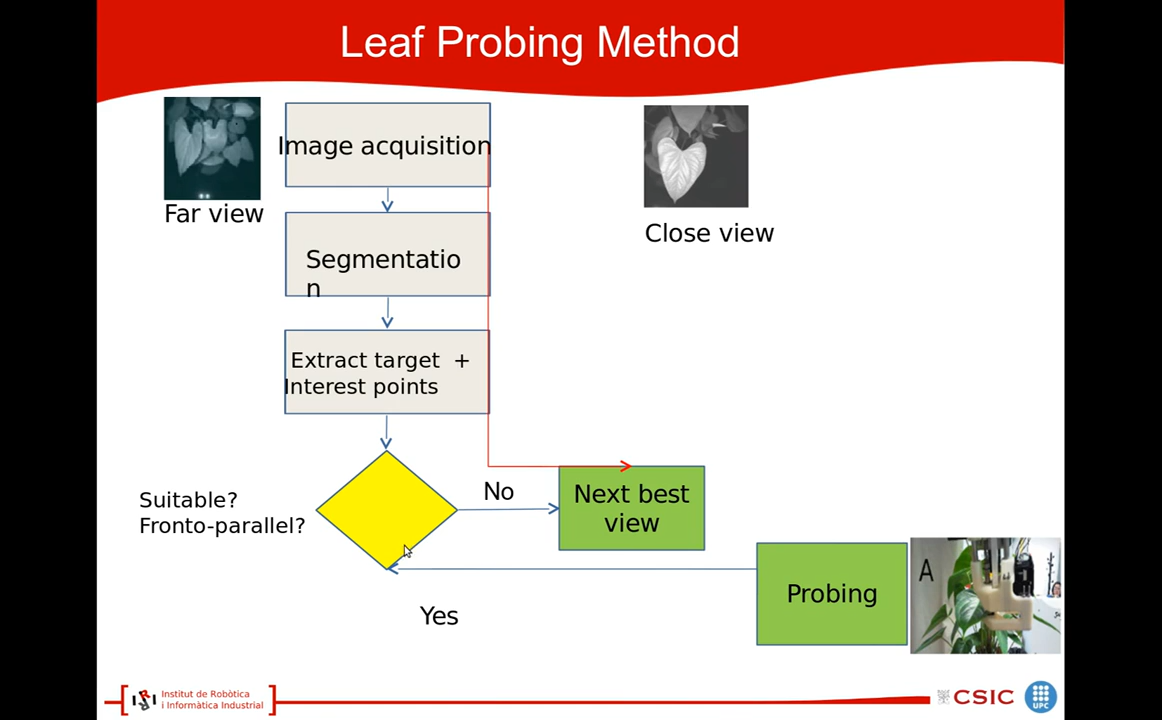 Leaf Probing Method
Image acquisition
Far view
Close view
Segmentatio
n
Extract target +
Interest points
Suitable?
Fronto-parallel?
No
Next best
view
Yes
Probing
A
IRI
Institut de Robòtica
i Informàtica Industrial
CSIC
UPC